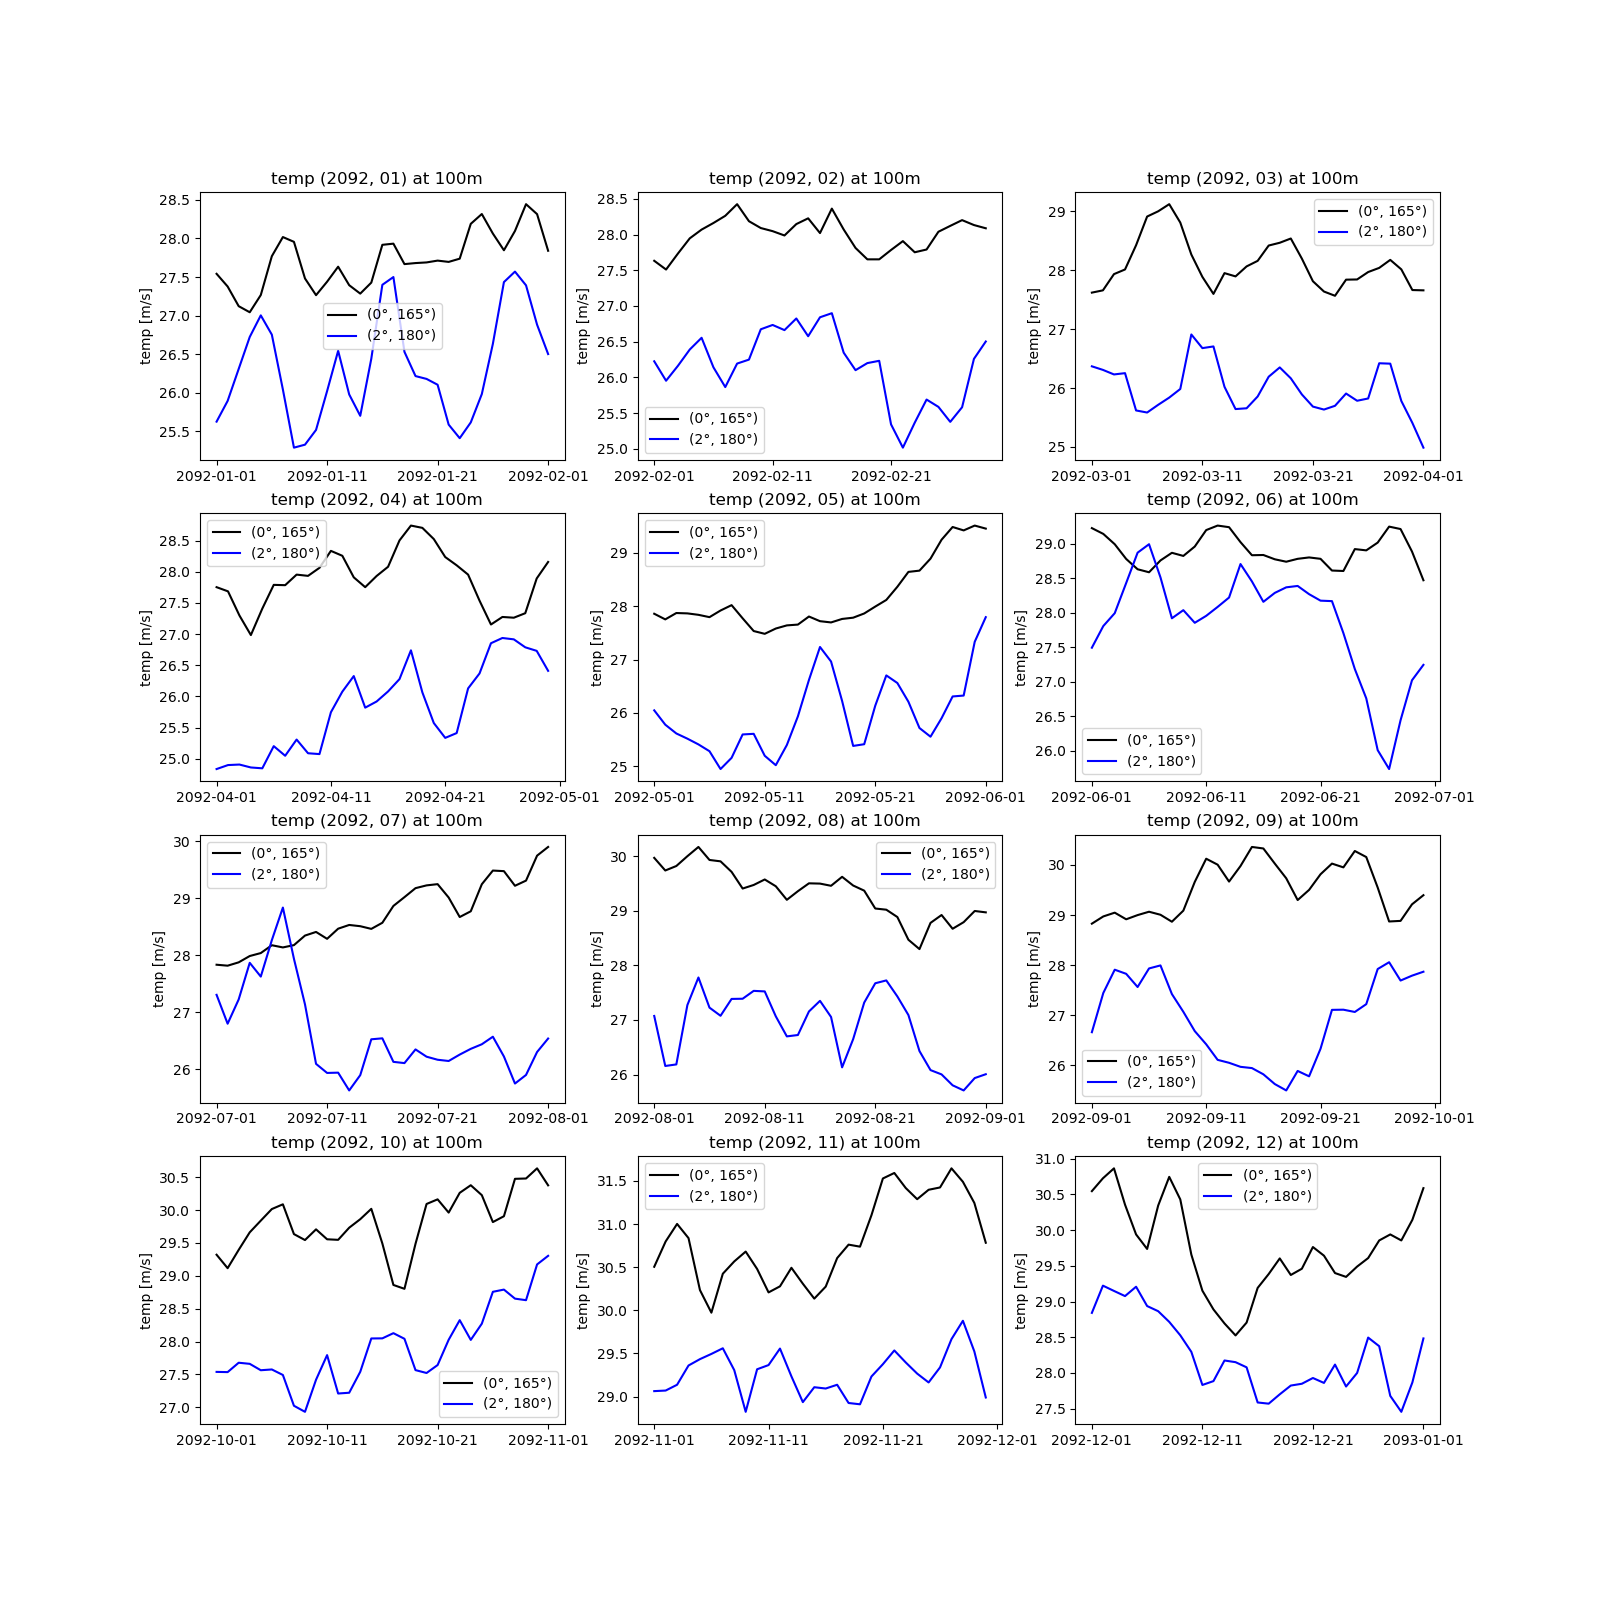 temp (2092, 01) at 100m
temp [m/s]
28.5
28.0
27.5
27.0
26.5
26.0
25.5
(0°, 165°)
(2°, 180°)
2092-01-01 2092-01-11 2092-01-21 2092-02-01
temp (2092, 02) at 100m
temp [m/s]
28.5
28.0
27.5
27.0
26.5
26.0
25.5
25.0
(0°, 165°)
(2°, 180°)
2092-02-01 2092-02-11 2092-02-21
temp (2092, 03) at 100m
temp [m/s]
29
28
27
26
25
(0°, 165°)
(2°, 180°)
2092-03-01 2092-03-11 2092-03-21 2092-04-01
temp (2092, 04) at 100m
temp [m/s]
28.5
28.0
27.5
27.0
26.5
26.0
25.5
25.0
(0°, 165°)
(2°, 180°)
2092-04-01 2092-04-11 2092-04-21 2092-05-01
temp (2092, 05) at 100m
temp [m/s]
29
28
27
26
25
(0°, 165°)
(2°, 180°)
2092-05-01 2092-05-11 2092-05-21 2092-06-01
temp (2092, 06) at 100m
temp [m/s]
29.0
28.5
28.0
27.5
27.0
26.5
26.0
(0°, 165°)
(2°, 180°)
2092-06-01 2092-06-11 2092-06-21 2092-07-01
temp (2092, 07) at 100m
temp [m/s]
30
29
28
27
26
(0°, 165°)
(2°, 180°)
2092-07-01 2092-07-11 2092-07-21 2092-08-01
temp (2092, 08) at 100m
temp [m/s]
30
29
28
27
26
(0°, 165°)
(2°, 180°)
2092-08-01 2092-08-11 2092-08-21 2092-09-01
temp (2092, 09) at 100m
temp [m/s]
30
29
28
27
26
(0°, 165°)
(2°, 180°)
2092-09-01 2092-09-11 2092-09-21 2092-10-01
temp (2092, 10) at 100m
temp [m/s]
30.5
30.0
29.5
29.0
28.5
28.0
27.5
27.0
(0°, 165°)
(2°, 180°)
2092-10-01 2092-10-11 2092-10-21 2092-11-01
temp (2092, 11) at 100m
temp [m/s]
31.5
31.0
30.5
30.0
29.5
29.0
(0°, 165°)
(2°, 180°)
2092-11-01 2092-11-11 2092-11-21 2092-12-01
temp (2092, 12) at 100m
temp [m/s]
31.0
30.5
30.0
29.5
29.0
28.5
28.0
27.5
(0°, 165°)
(2°, 180°)
2092-12-01 2092-12-11 2092-12-21 2093-01-01